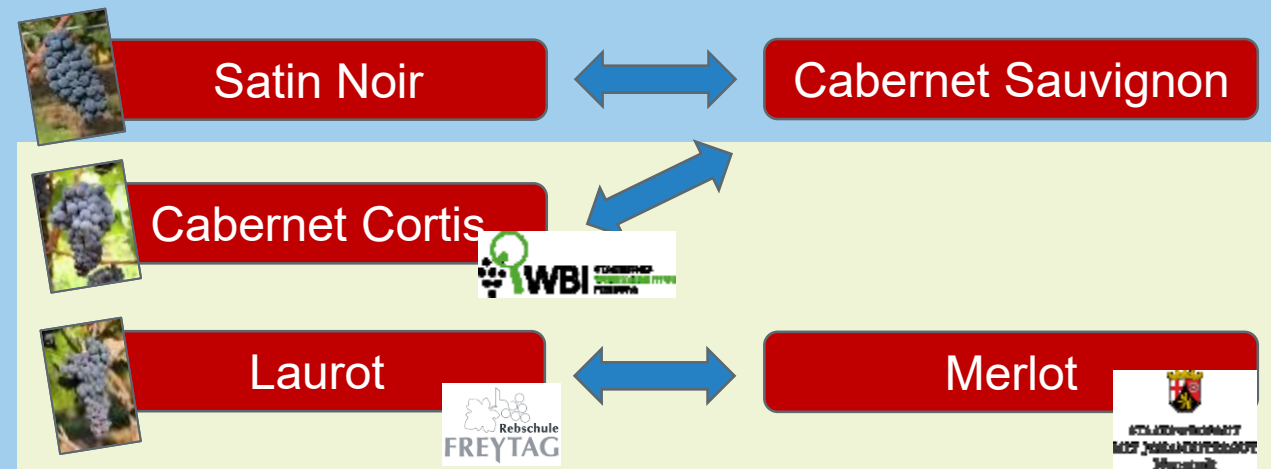 Satin Noir
Cabernet Sauvignon
Cabernet Cortis
WBI
Laurot
Merlot
Rebschule
FREYTAG